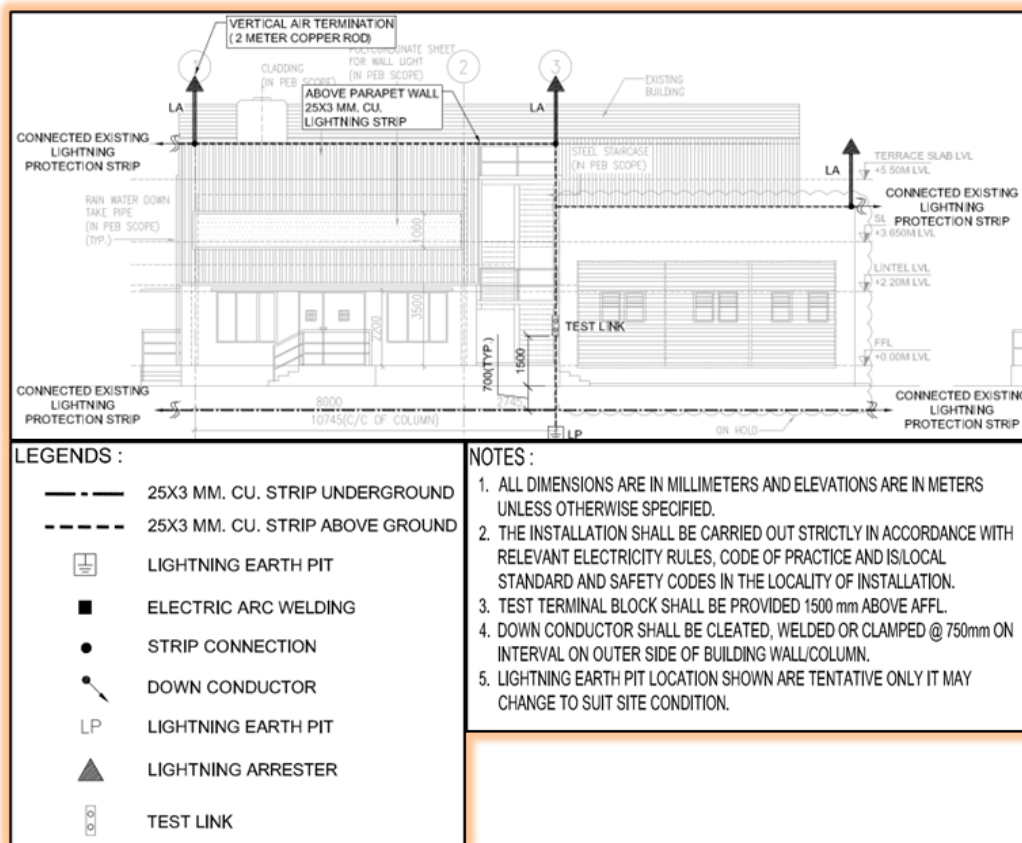 VERTICAL AIR TERMINATION
(2 METER COPPER ROD)
POLYCARBONATE SHEET
FOR WALL LIGHT
(IN PEB SCOPE)
1
2
3
CLADDING
(IN PEB SCOPE)
EXISTING
BUILDING
LA
ABOVE PARAPET WALL
25X3 MM. CU.
LIGHTNING STRIP
LA
CONNECTED EXISTING
LIGHTNING
PROTECTION STRIP
STEEL STAIRCASE
(IN PEB SCOPE)
LA
TERRACE SLAB LVL
+5.50M LVL
CONNECTED EXISTING
LIGHTNING
PROTECTION STRIP
SL
+3.650M LVL
RAIN WATER DOWN
TAKE PIPE
(IN PEB SCOPE)
(TYP.)
1000
LINTEL LVL
+2.20M LVL
3500
2200
TEST LINK
700(TYP.)
1500
FFL
+0.00M LVL
CONNECTED EXISTING
LIGHTNING
PROTECTION STRIP
8000
2745
10745(C/C OF COLUMN)
LP
ON HOLD
CONNECTED EXISTING
LIGHTNING
PROTECTION STRIP
LEGENDS :
25X3 MM. CU. STRIP UNDERGROUND
25X3 MM. CU. STRIP ABOVE GROUND
LIGHTNING EARTH PIT
ELECTRIC ARC WELDING
STRIP CONNECTION
DOWN CONDUCTOR
LP LIGHTNING EARTH PIT
LIGHTNING ARRESTER
TEST LINK
NOTES :
1. ALL DIMENSIONS ARE IN MILLIMETERS AND ELEVATIONS ARE IN METERS
UNLESS OTHERWISE SPECIFIED.
2. THE INSTALLATION SHALL BE CARRIED OUT STRICTLY IN ACCORDANCE WITH
RELEVANT ELECTRICITY RULES, CODE OF PRACTICE AND IS/LOCAL
STANDARD AND SAFETY CODES IN THE LOCALITY OF INSTALLATION.
3. TEST TERMINAL BLOCK SHALL BE PROVIDED 1500 mm ABOVE AFFL.
4. DOWN CONDUCTOR SHALL BE CLEATED, WELDED OR CLAMPED @ 750mm ON
INTERVAL ON OUTER SIDE OF BUILDING WALL/COLUMN.
5. LIGHTNING EARTH PIT LOCATION SHOWN ARE TENTATIVE ONLY IT MAY
CHANGE TO SUIT SITE CONDITION.